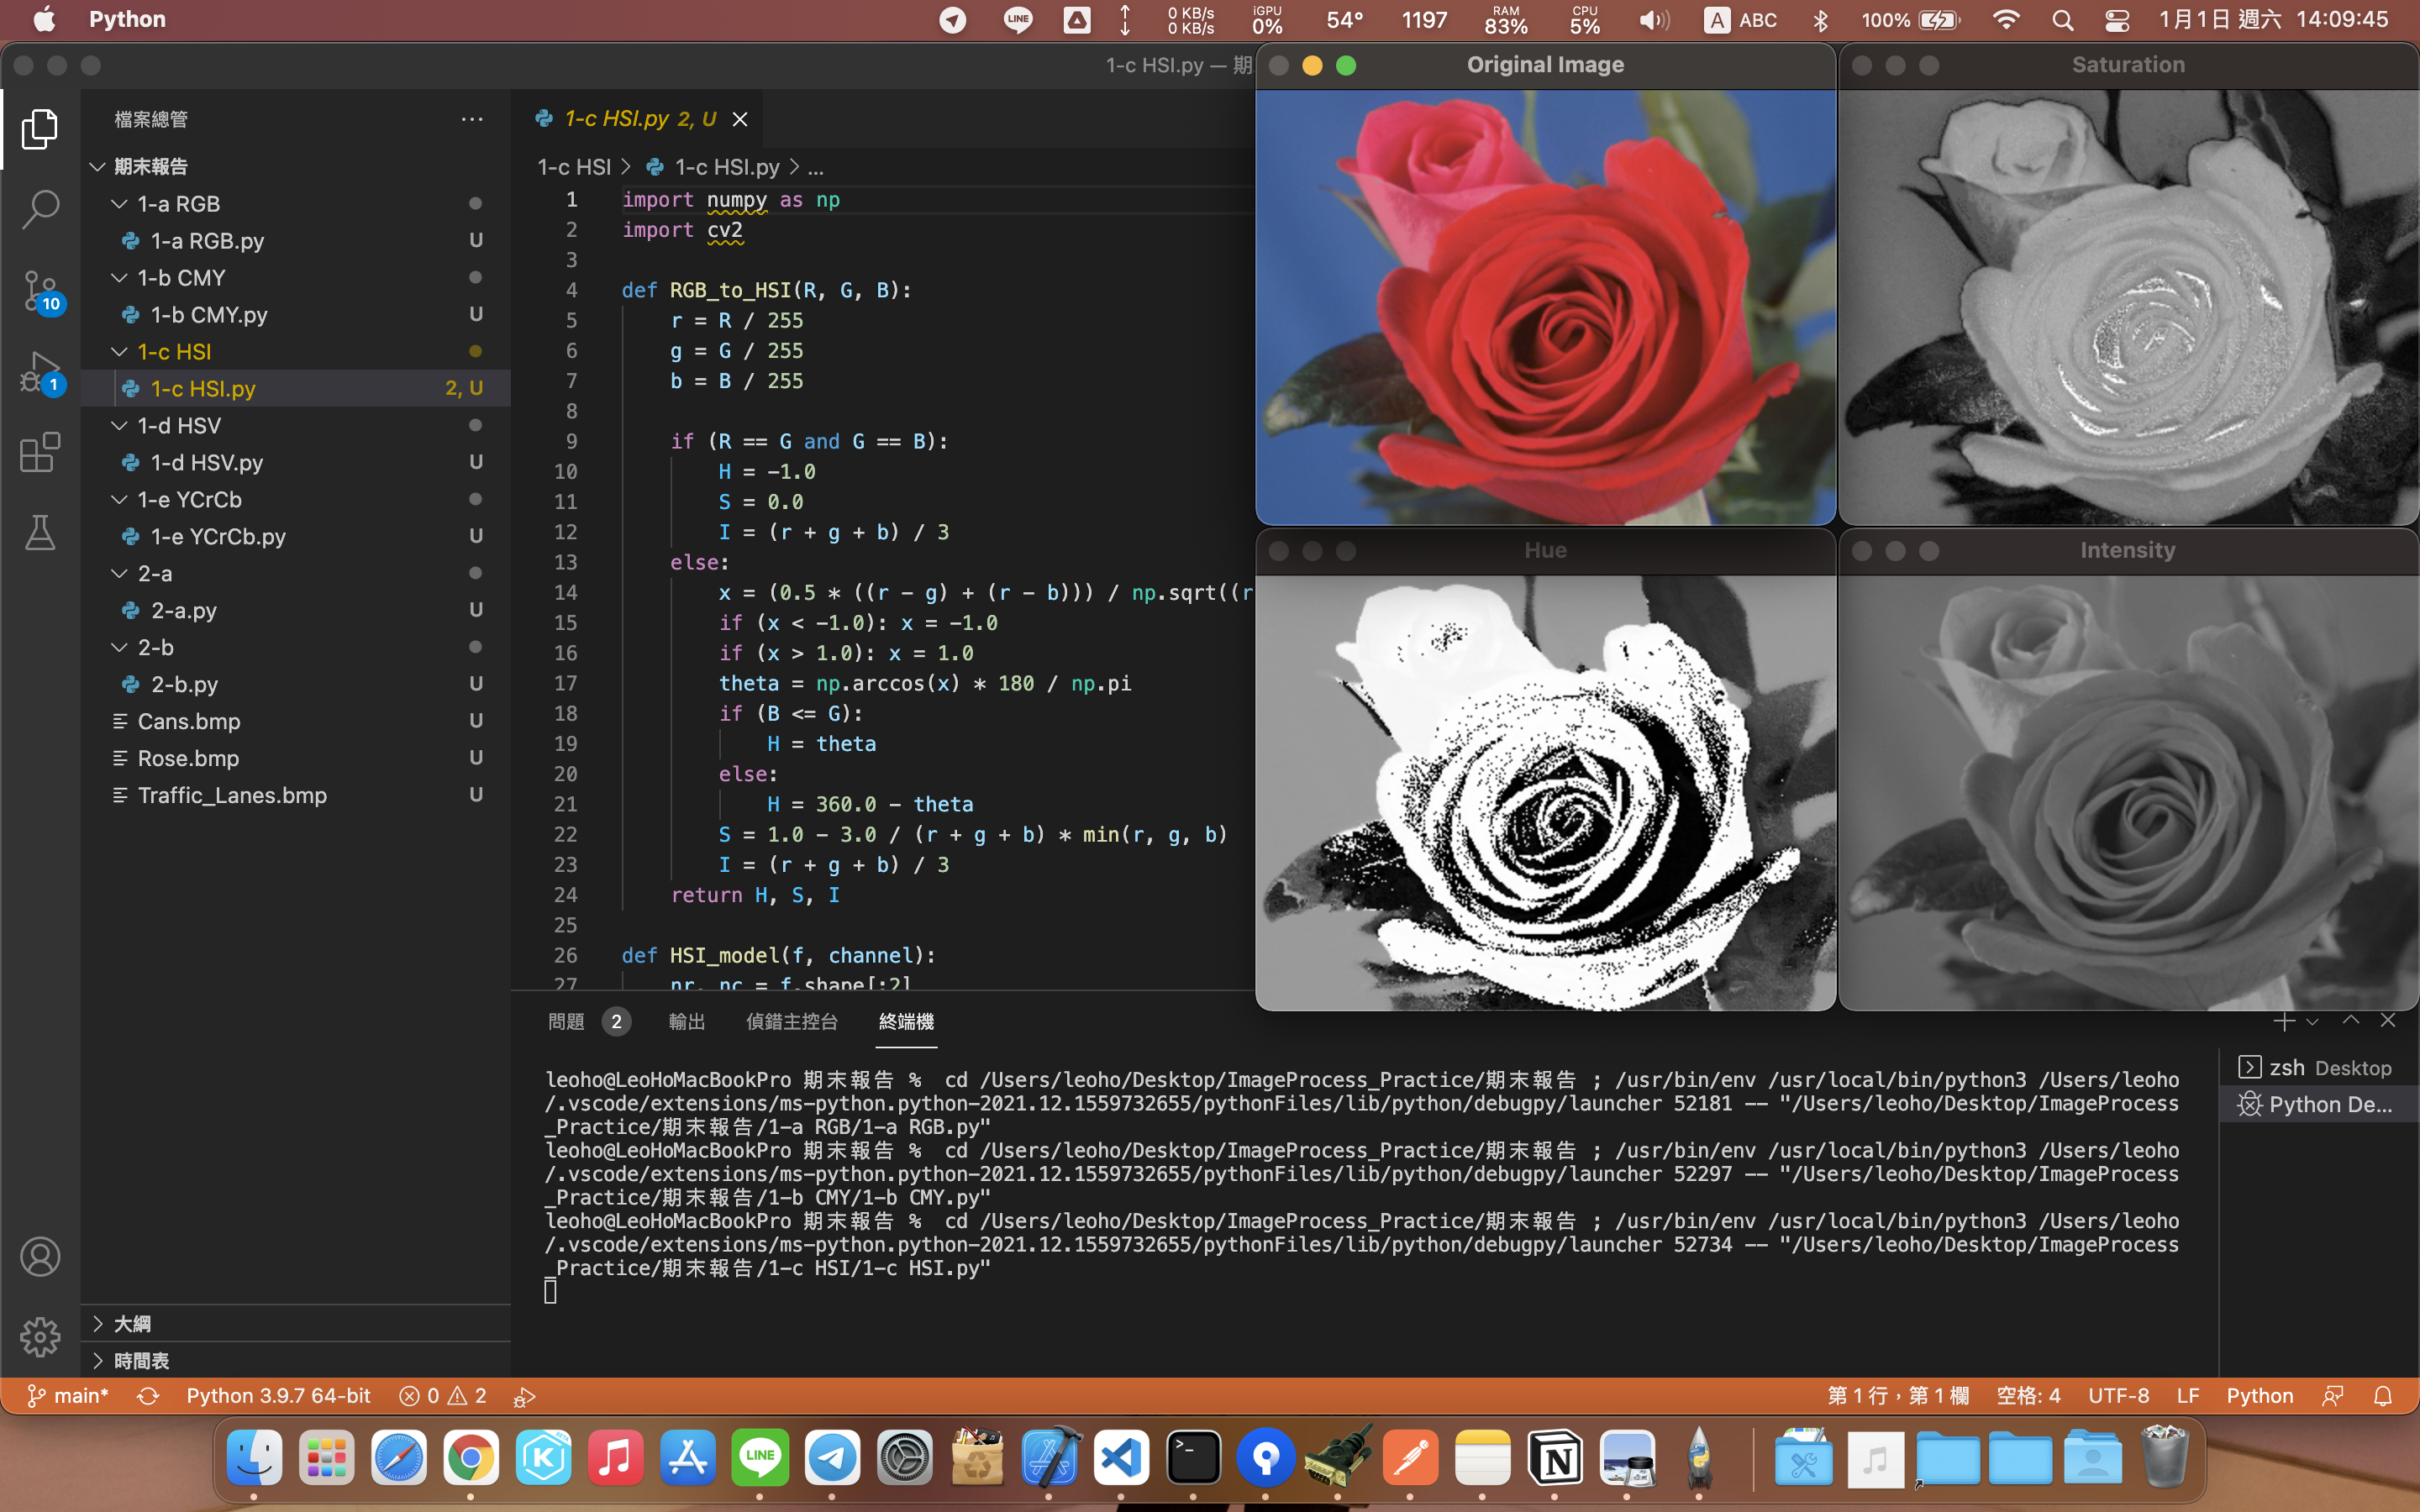 Python
LINE
0 KB/s
0 KB/s
iGPU
0%
54°
1197
RAM
83%
CPU
5%
A ABC
100%
1月1日 週六 14:09:45
1-c HSI.py — 期
檔案總管
期末報告
1-a RGB
1-a RGB.py U
1-b CMY
1-b CMY.py U
1-c HSI
1-c HSI.py 2, U
1-d HSV
1-d HSV.py U
1-e YCrCb
1-e YCrCb.py U
2-a
2-a.py U
2-b
2-b.py U
Cans.bmp U
Rose.bmp U
Traffic_Lanes.bmp U
10
1
大綱
時間表
1-c HSI.py 2, U
1-c HSI > 1-c HSI.py > ...
1 import numpy as np
2 import cv2
3
4 def RGB_to_HSI(R, G, B):
5 r = R / 255
6 g = G / 255
7 b = B / 255
8
9 if (R == G and G == B):
10 H = -1.0
11 S = 0.0
12 I = (r + g + b) / 3
13 else:
14 x = (0.5 * ((r - g) + (r - b))) / np.sqrt((r
15 if (x < -1.0): x = -1.0
16 if (x > 1.0): x = 1.0
17 theta = np.arccos(x) * 180 / np.pi
18 if (B <= G):
19 H = theta
20 else:
21 H = 360.0 - theta
22 S = 1.0 - 3.0 / (r + g + b) * min(r, g, b)
23 I = (r + g + b) / 3
24 return H, S, I
25
26 def HSI_model(f, channel):
27 nr, nc = f.shape[:2]
Original Image
Saturation
Hue
Intensity
問題 2 輸出 偵錯主控台 終端機
leoho@LeoHoMacBookPro 期末報告 % cd /Users/leoho/Desktop/ImageProcess_Practice/期末報告 ; /usr/bin/env /usr/local/bin/python3 /Users/leoho
/.vscode/extensions/ms-python.python-2021.12.1559732655/pythonFiles/lib/python/debugpy/launcher 52181 -- "/Users/leoho/Desktop/ImageProcess
_Practice/期末報告/1-a RGB/1-a RGB.py"
leoho@LeoHoMacBookPro 期末報告 % cd /Users/leoho/Desktop/ImageProcess_Practice/期末報告 ; /usr/bin/env /usr/local/bin/python3 /Users/leoho
/.vscode/extensions/ms-python.python-2021.12.1559732655/pythonFiles/lib/python/debugpy/launcher 52297 -- "/Users/leoho/Desktop/ImageProcess
_Practice/期末報告/1-b CMY/1-b CMY.py"
leoho@LeoHoMacBookPro 期末報告 % cd /Users/leoho/Desktop/ImageProcess_Practice/期末報告 ; /usr/bin/env /usr/local/bin/python3 /Users/leoho
/.vscode/extensions/ms-python.python-2021.12.1559732655/pythonFiles/lib/python/debugpy/launcher 52734 -- "/Users/leoho/Desktop/ImageProcess
_Practice/期末報告/1-c HSI/1-c HSI.py"
zsh Desktop
Python De...
main* Python 3.9.7 64-bit 0 2
第 1 行，第 1 欄 空格: 4 UTF-8 LF Python
LINE